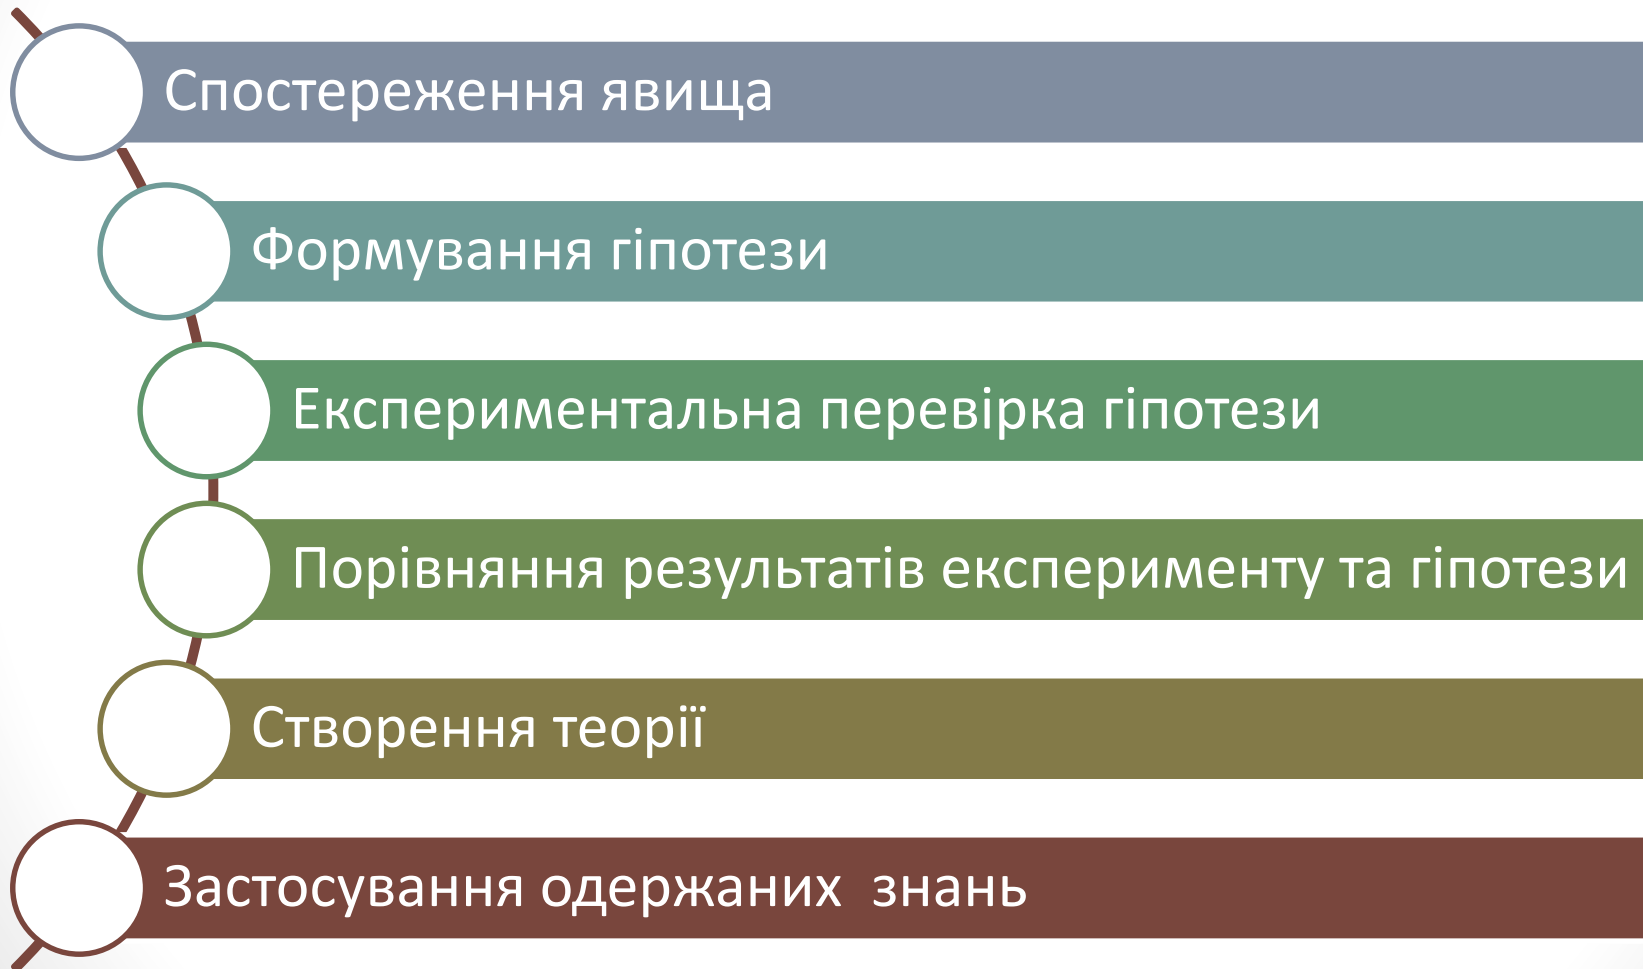 Спостереження явища
Формування гіпотези
Експериментальна перевірка гіпотези
Порівняння результатів експерименту та гіпотези
Створення теорії
Застосування одержаних  знань